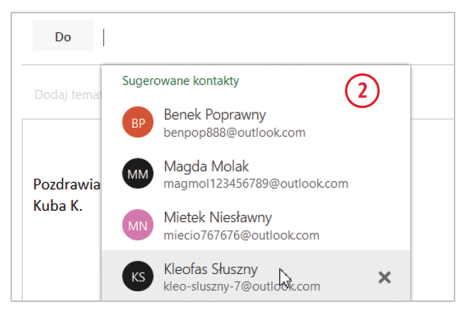 Do
Sugerowane kontakty
2
Dodaj temat
BP
Benek Poprawny
benpop888@outlook.com
MM
Magda Molak
magmol123456789@outlook.com
Pozdrawia
Kuba K.
MN
Mietek Niesławny
miecio767676@outlook.com
KS
Kleofas Słuszny
kleo-sluszny-7@outlook.com